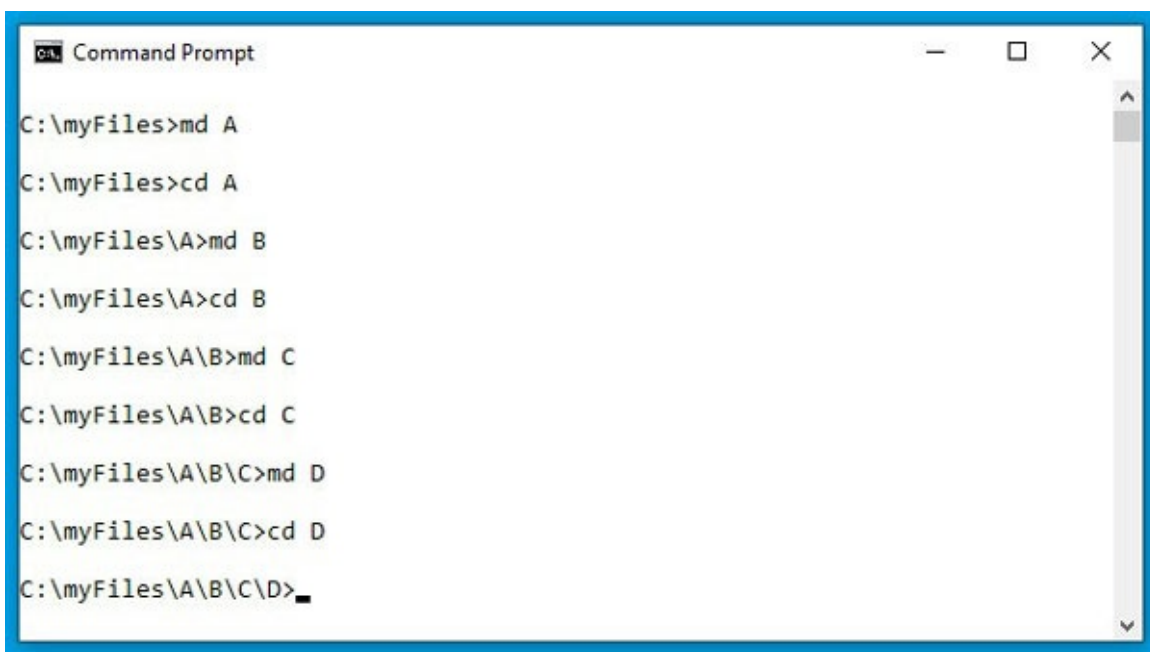 Command Prompt
C:\myFiles>md A
C:\myFiles>cd A
C:\myFiles\A>md B
C:\myFiles\A>cd B
C:\myFiles\A\B>md C
C:\myFiles\A\B>cd C
C:\myFiles\A\B\C>md D
C:\myFiles\A\B\C>cd D
C:\myFiles\A\B\C\D>